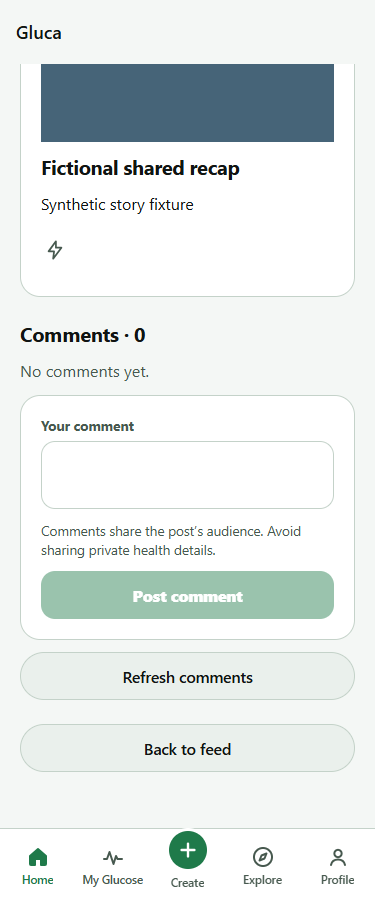 Gluca
Fictional shared recap
Synthetic story fixture
Comments · 0
No comments yet.
Your comment
Comments share the post's audience. Avoid
sharing private health details.
Post comment
Refresh comments
Back to feed
Home
My Glucose
Create
Explore
Profile